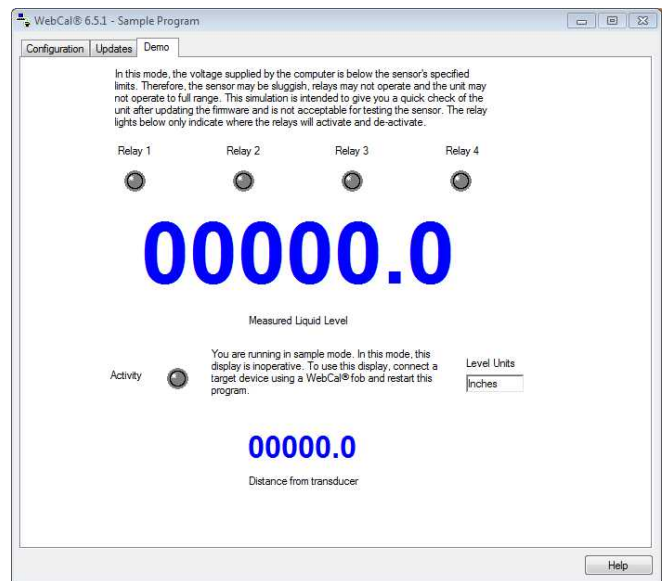 WebCal® 6.5.1 - Sample Program
Configuration Updates Demo
In this mode, the voltage supplied by the computer is below the sensor's specified
limits. Therefore, the sensor may be sluggish, relays may not operate and the unit may
not operate to full range. This simulation is intended to give you a quick check of the
unit after updating the firmware and is not acceptable for testing the sensor. The relay
lights below only indicate where the relays will activate and de-activate.
Relay 1 Relay 2 Relay 3 Relay 4
00000.0
Measured Liquid Level
You are running in sample mode. In this mode, this
display is inoperative. To use this display, connect a
target device using a WebCal® fob and restart this
program.
Activity
Level Units
Inches
00000.0
Distance from transducer
Help